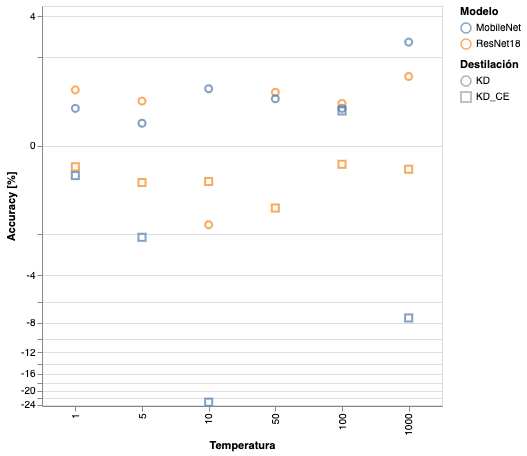 Modelo
MobileNet
ResNet18
Destilación
KD
KD_CE
Accuracy [%]
4
0
-4
-8
-12
-16
-20
-24
1
5
10
50
100
1000
Temperatura